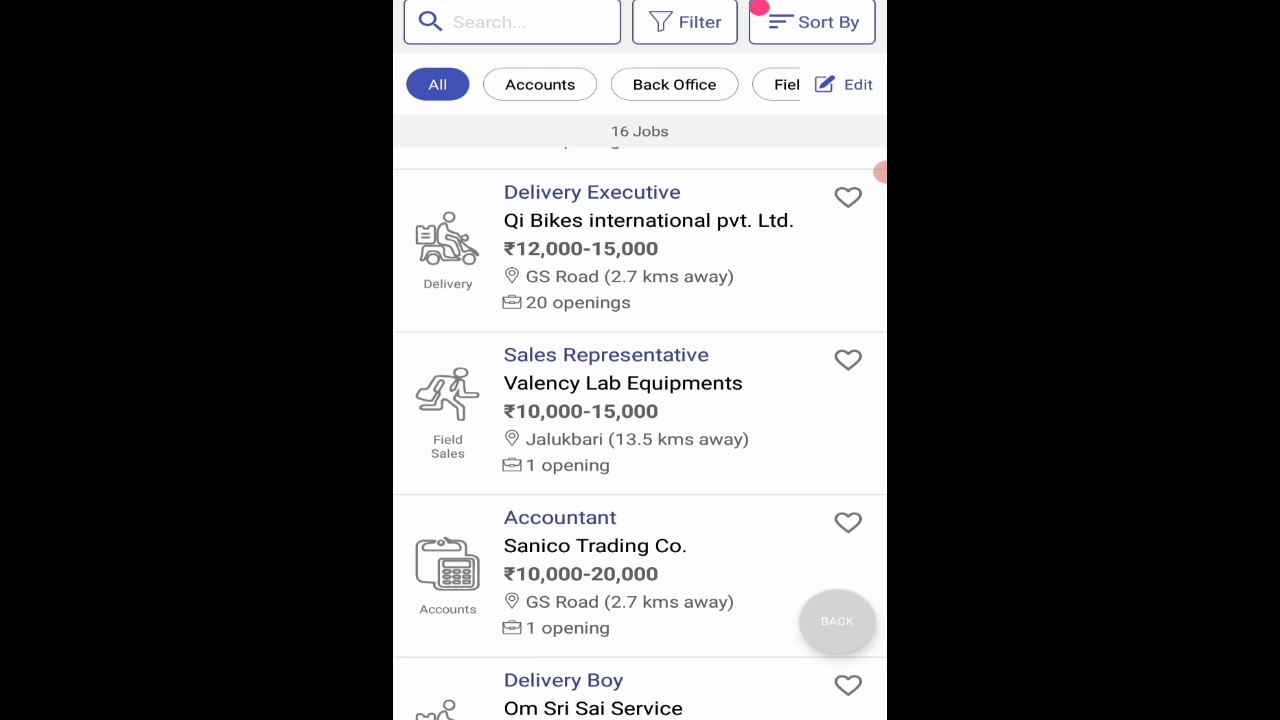 Search...
Filter
Sort By
All
Accounts
Back Office
Fiel
Edit
16 Jobs
Delivery Executive
Qi Bikes international pvt. Ltd.
₹12,000-15,000
GS Road (2.7 kms away)
20 openings
Delivery
Sales Representative
Valency Lab Equipments
₹10,000-15,000
Jalukbari (13.5 kms away)
1 opening
Field
Sales
Accountant
Sanico Trading Co.
₹10,000-20,000
GS Road (2.7 kms away)
1 opening
Accounts
BACK
Delivery Boy
Om Sri Sai Service